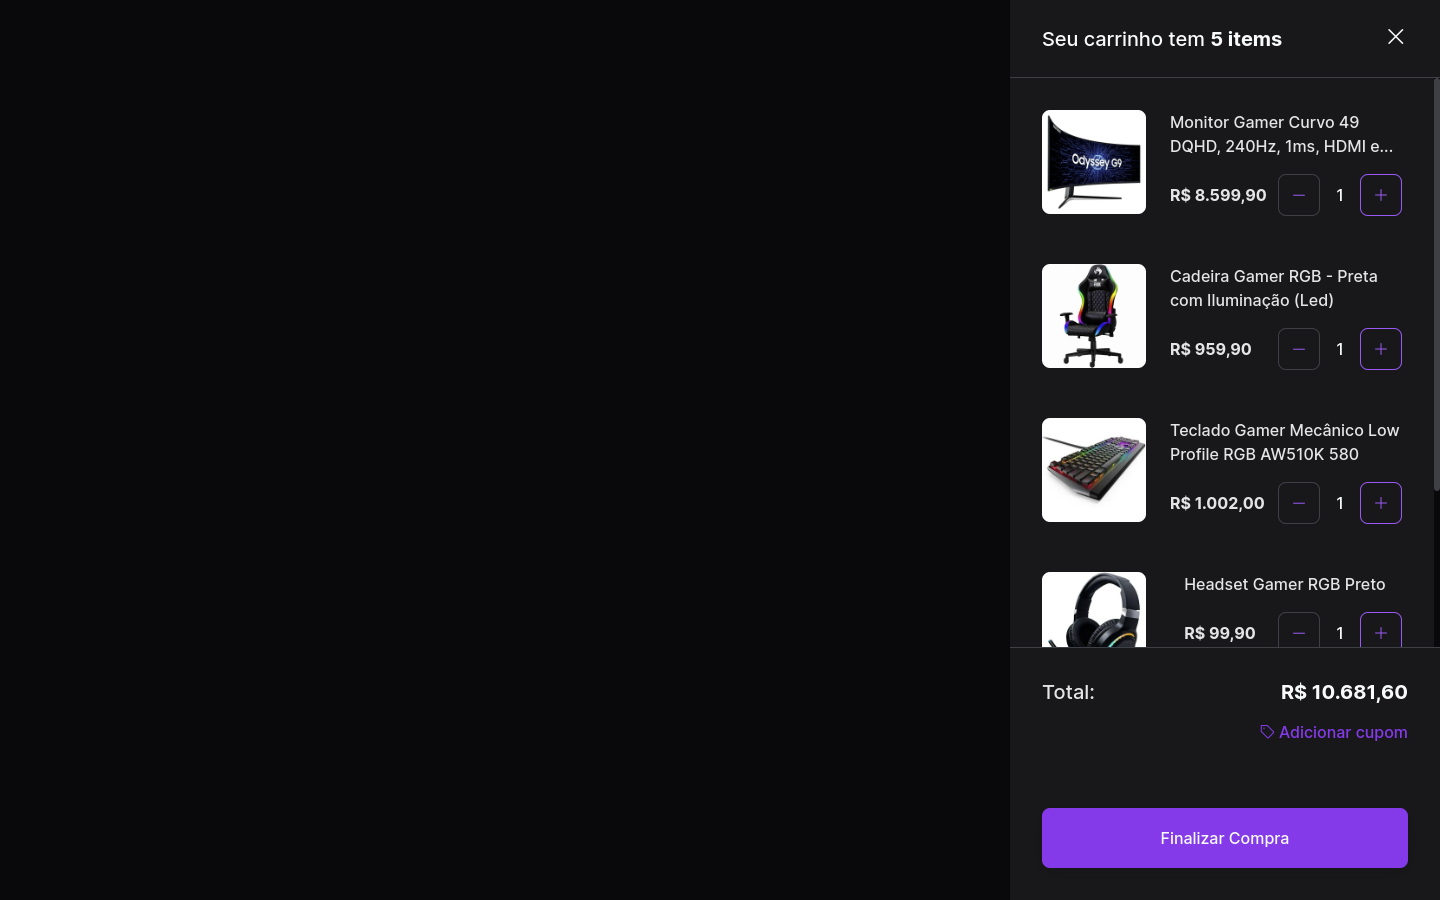 Seu carrinho tem 5 items
Monitor Gamer Curvo 49
DQHD, 240Hz, 1ms, HDMI e...
Odyssey G9
R$ 8.599,90
1
Cadeira Gamer RGB - Preta
com Iluminação (Led)
R$ 959,90
1
Teclado Gamer Mecânico Low
Profile RGB AW510K 580
R$ 1.002,00
1
Headset Gamer RGB Preto
R$ 99,90
1
Total:
R$ 10.681,60
Adicionar cupom
Finalizar Compra